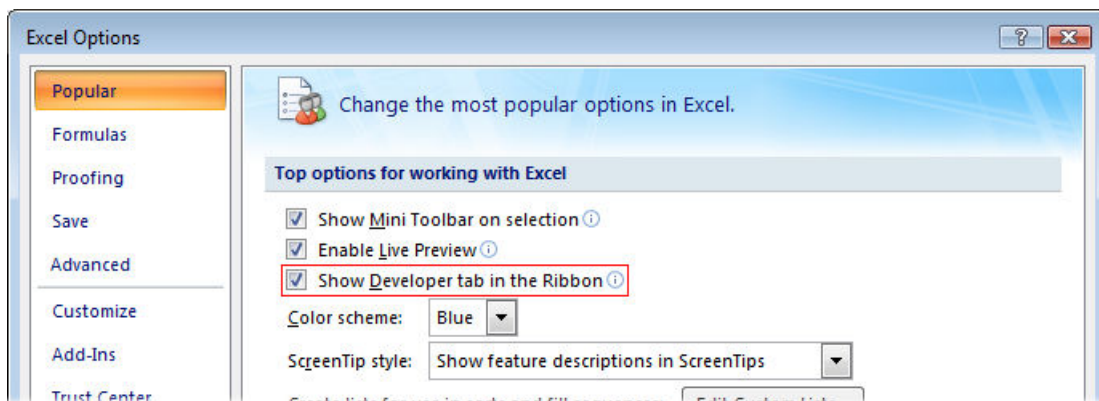 Excel Options
Popular
Change the most popular options in Excel.
Formulas
Proofing
Top options for working with Excel
Save
Show Mini Toolbar on selection
Enable Live Preview
Advanced
Show Developer tab in the Ribbon
Customize
Color scheme: Blue
Add-Ins
ScreenTip style: Show feature descriptions in ScreenTips
Trust Center